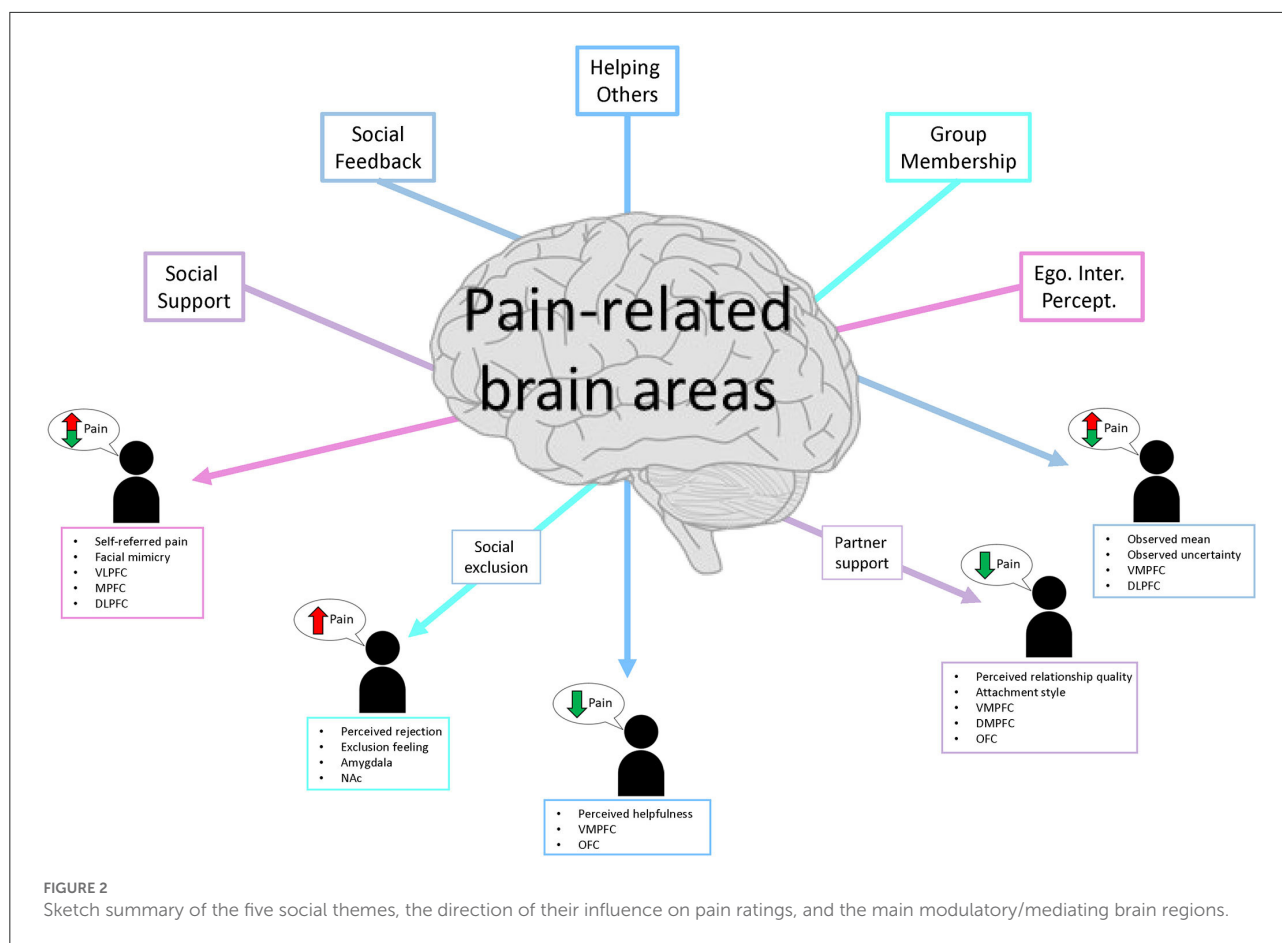 Helping
Others
Social
Feedback
Group
Membership
Social
Support
Ego. Inter.
Percept.
Pain-related
brain areas
Pain
• Self-referred pain
• Facial mimicry
• VLPFC
• MPFC
• DLPFC
Social
exclusion
Pain
• Perceived rejection
• Exclusion feeling
• Amygdala
• NAc
Pain
• Perceived helpfulness
• VMPFC
• OFC
Partner
support
Pain
• Perceived relationship quality
• Attachment style
• VMPFC
• DMPFC
• OFC
Pain
• Observed mean
• Observed uncertainty
• VMPFC
• DLPFC
FIGURE 2
Sketch summary of the five social themes, the direction of their influence on pain ratings, and the main modulatory/mediating brain regions.